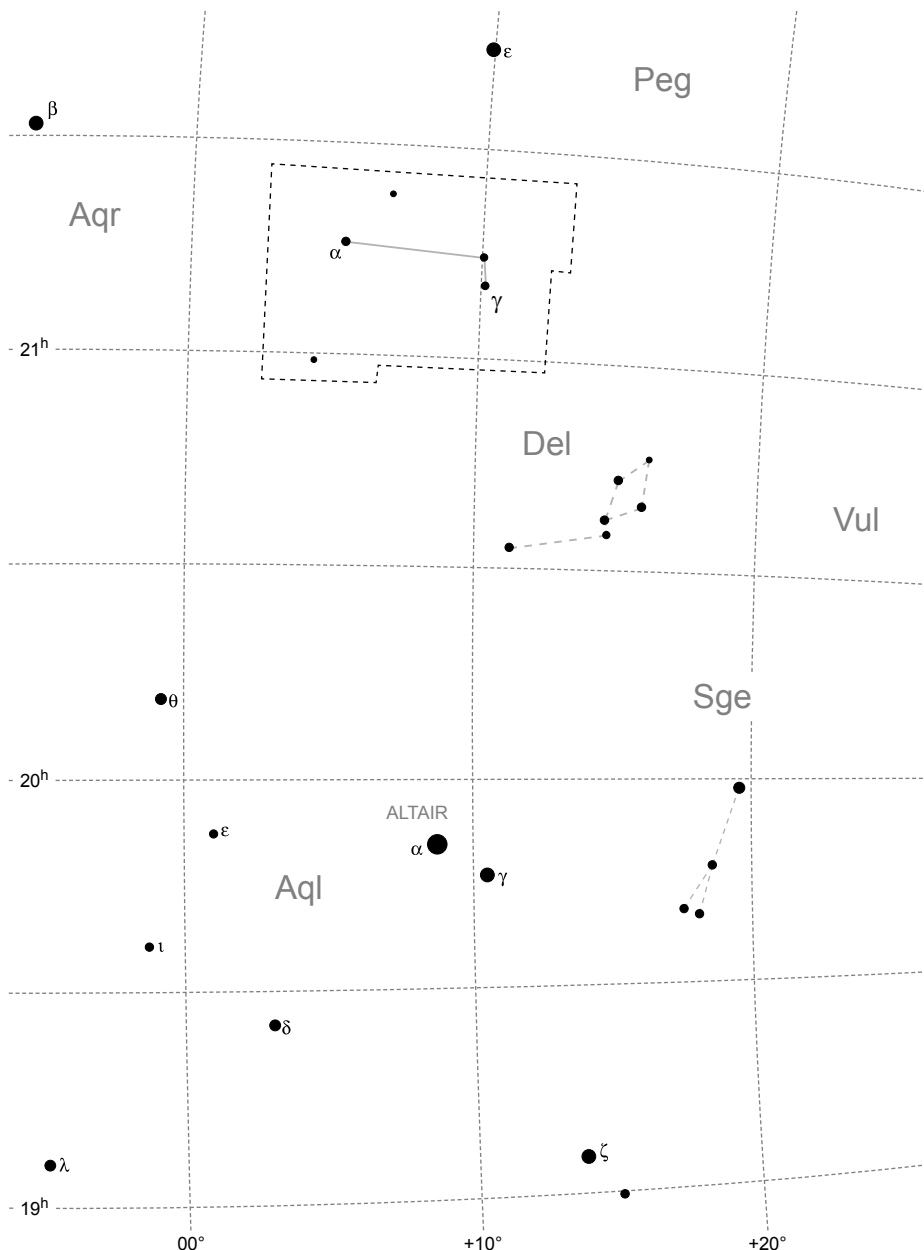 ε
Peg
β
Aqr
α
γ
21h
Del
Vul
θ
Sge
20h
ALTAIR
ε
α
γ
Aql
ι
δ
ζ
λ
19h
00°
+10°
+20°